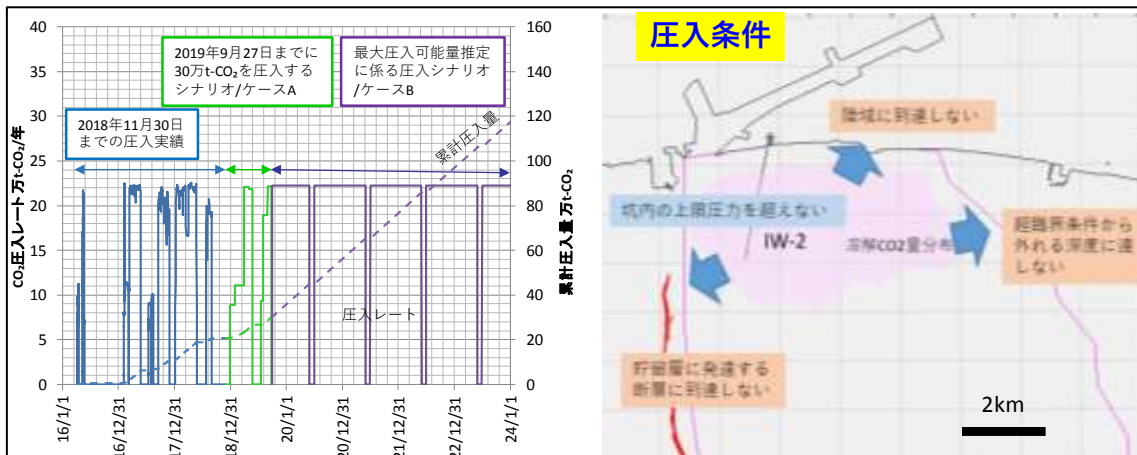 40
35
30
25
20
15
10
5
0
CO₂圧入レート 万t-CO₂/年
160
140
120
100
80
60
40
20
0
累計圧入量 万t-CO₂
16/1/1
16/12/31
17/12/31
18/12/31
20/1/1
20/12/31
21/12/31
22/12/31
24/1/1
2019年9月27日までに
30万t-CO₂を圧入する
シナリオ/ケースA
最大圧入可能量推定
に係る圧入シナリオ
/ケースB
2018年11月30日
までの圧入実績
累計圧入量
圧入レート
圧入条件
陸域に到達しない
坑内の上限圧力を超えない
IW-2
溶解CO2量分布
超臨界条件から
外れる深度に達
しない
貯留層に発達する
断層に到達しない
2km